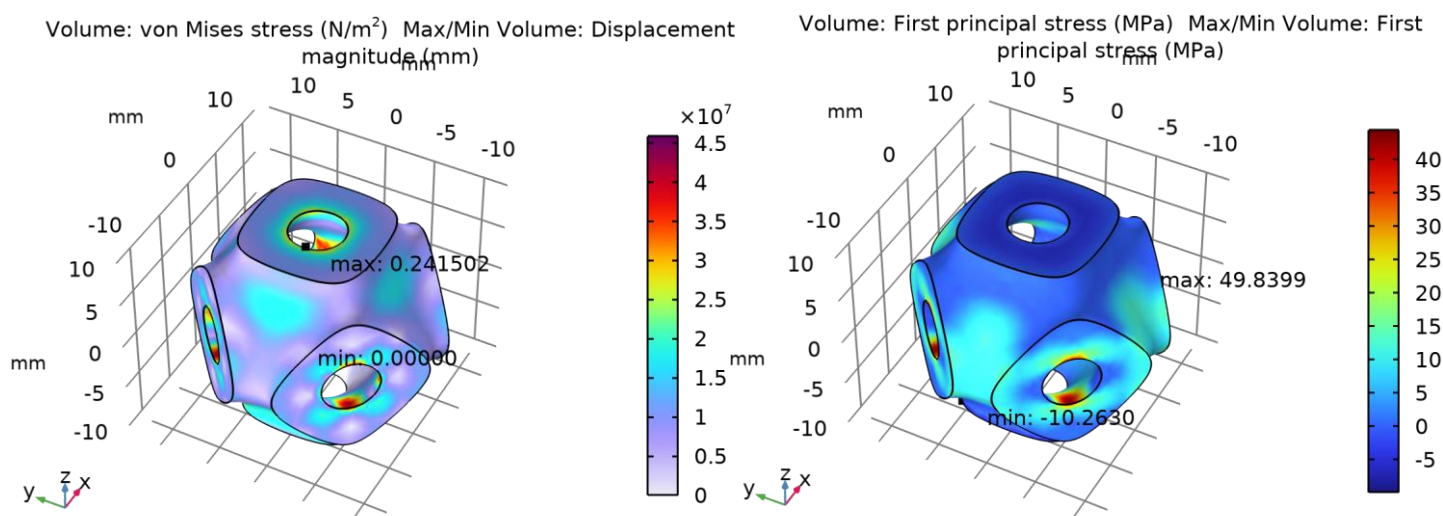 Volume: von Mises stress (N/m²)  Max/Min Volume: Displacement
magnitude (mm)
mm
10
5
0
-5
-10
10
0
-10
mm
10
5
0
-5
-10
mm
max: 0.241502
min: 0.00000
×10⁷
4.5
4
3.5
3
2.5
2
1.5
1
0.5
0
z
y
x
Volume: First principal stress (MPa)  Max/Min Volume: First
principal stress (MPa)
mm
10
5
0
-5
-10
10
0
-10
mm
10
5
0
-5
-10
mm
max: 49.8399
min: -10.2630
40
35
30
25
20
15
10
5
0
-5
z
y
x